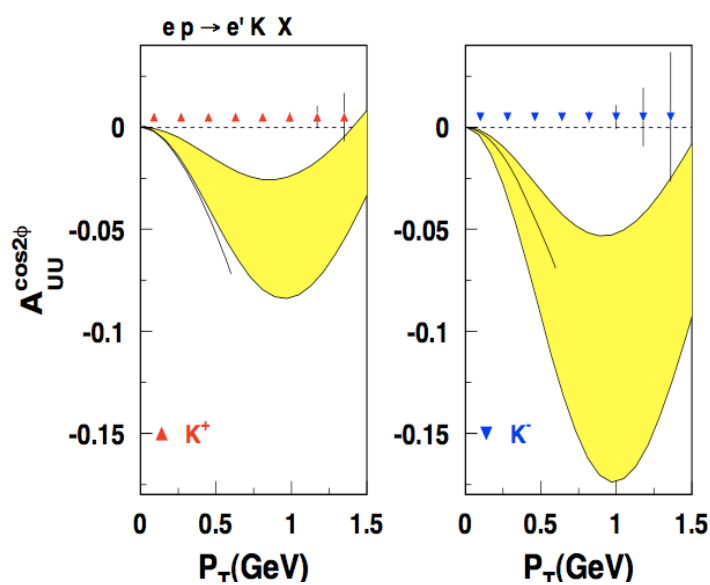 e p → e' K X
A_UU^cos2ϕ
0
-0.05
-0.1
-0.15
▲ K⁺
0 0.5 1 1.5
P_T(GeV)
0
-0.05
-0.1
-0.15
▼ K⁻
0 0.5 1 1.5
P_T(GeV)